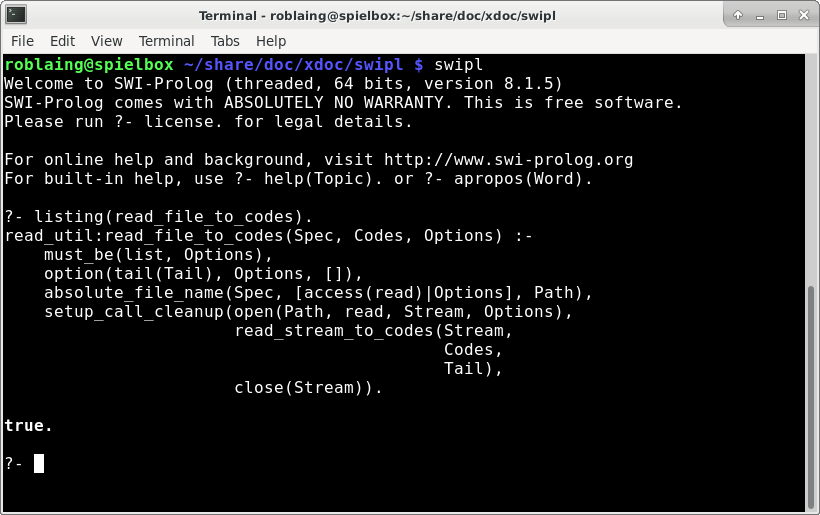 Terminal - roblaing@spielbox:~/share/doc/xdoc/swipl
File Edit View Terminal Tabs Help
roblaing@spielbox ~/share/doc/xdoc/swipl $ swipl
Welcome to SWI-Prolog (threaded, 64 bits, version 8.1.5)
SWI-Prolog comes with ABSOLUTELY NO WARRANTY. This is free software.
Please run ?- license. for legal details.

For online help and background, visit http://www.swi-prolog.org
For built-in help, use ?- help(Topic). or ?- apropos(Word).

?- listing(read_file_to_codes).
read_util:read_file_to_codes(Spec, Codes, Options) :-
    must_be(list, Options),
    option(tail(Tail), Options, []),
    absolute_file_name(Spec, [access(read)|Options], Path),
    setup_call_cleanup(open(Path, read, Stream, Options),
                       read_stream_to_codes(Stream,
                                            Codes,
                                            Tail),
                       close(Stream)).

true.

?-